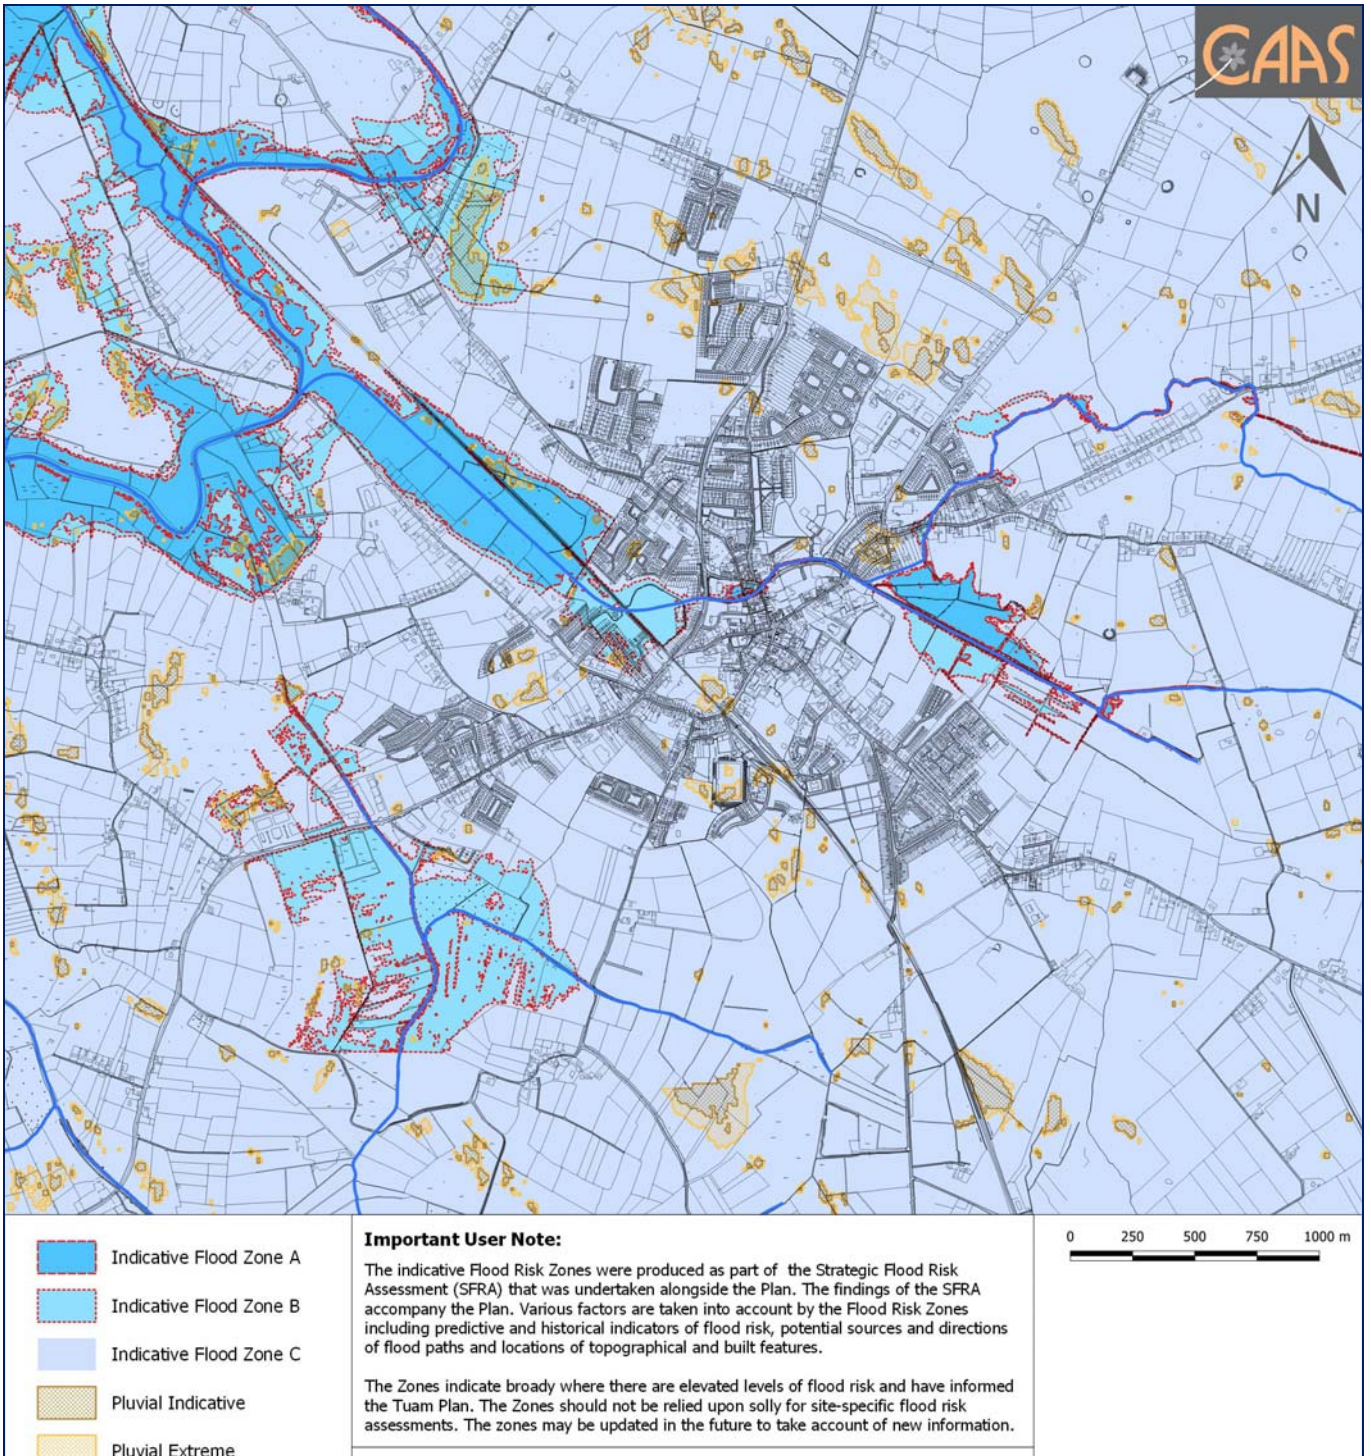 CAAS
N
Indicative Flood Zone A
Indicative Flood Zone B
Indicative Flood Zone C
Pluvial Indicative
Pluvial Extreme
Important User Note:
The indicative Flood Risk Zones were produced as part of the Strategic Flood Risk
Assessment (SFRA) that was undertaken alongside the Plan. The findings of the SFRA
accompany the Plan. Various factors are taken into account by the Flood Risk Zones
including predictive and historical indicators of flood risk, potential sources and directions
of flood paths and locations of topographical and built features.
The Zones indicate broady where there are elevated levels of flood risk and have informed
the Tuam Plan. The Zones should not be relied upon solly for site-specific flood risk
assessments. The zones may be updated in the future to take account of new information.
0 250 500 750 1000 m